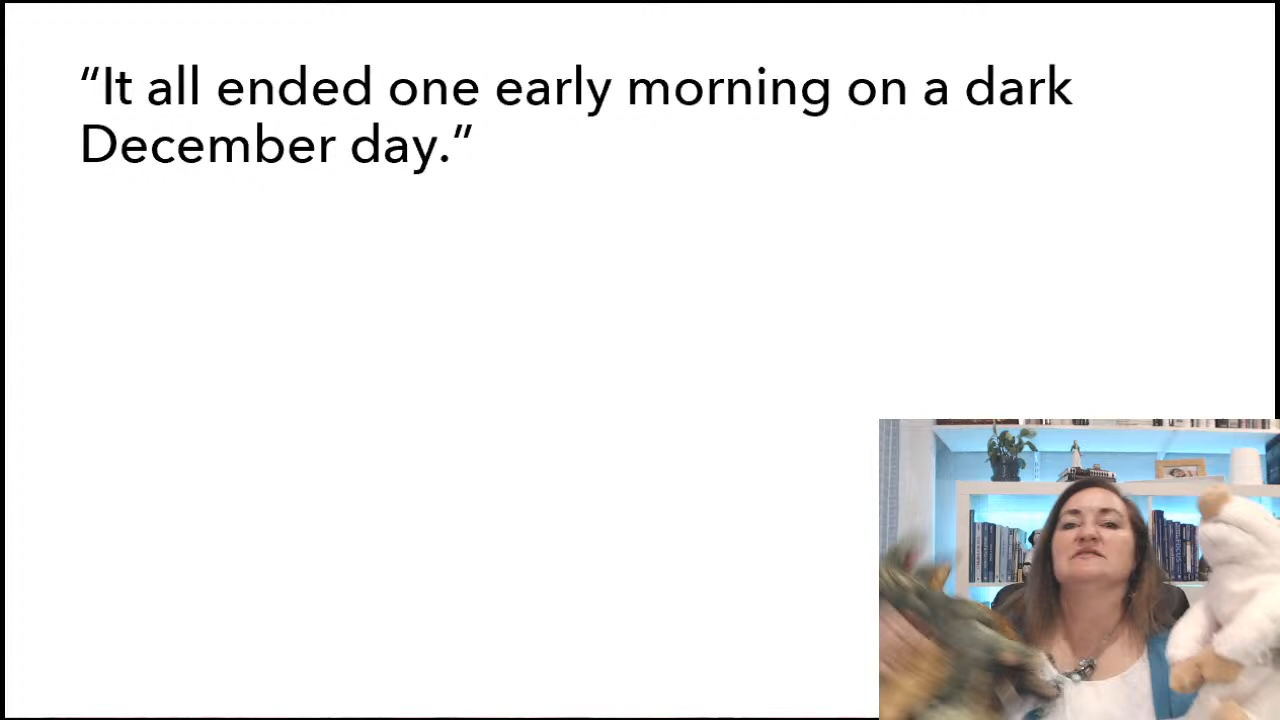 “It all ended one early morning on a dark
December day.”